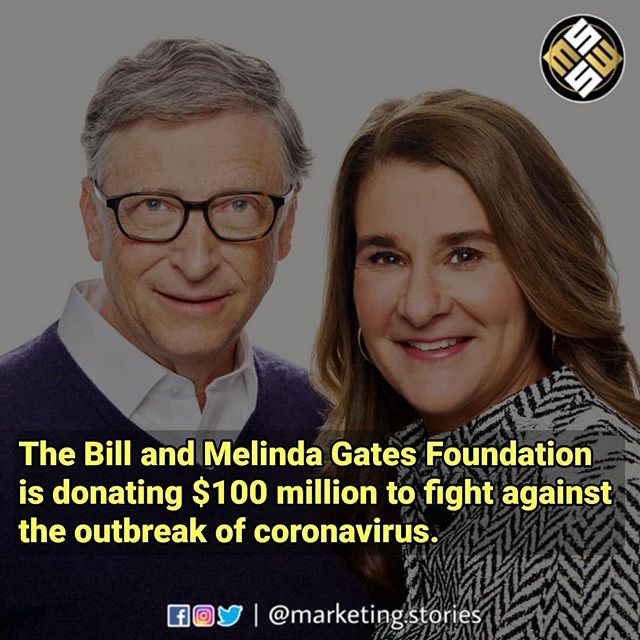 The Bill and Melinda Gates Foundation
is donating $100 million to fight against
the outbreak of coronavirus.
| @marketing.stories